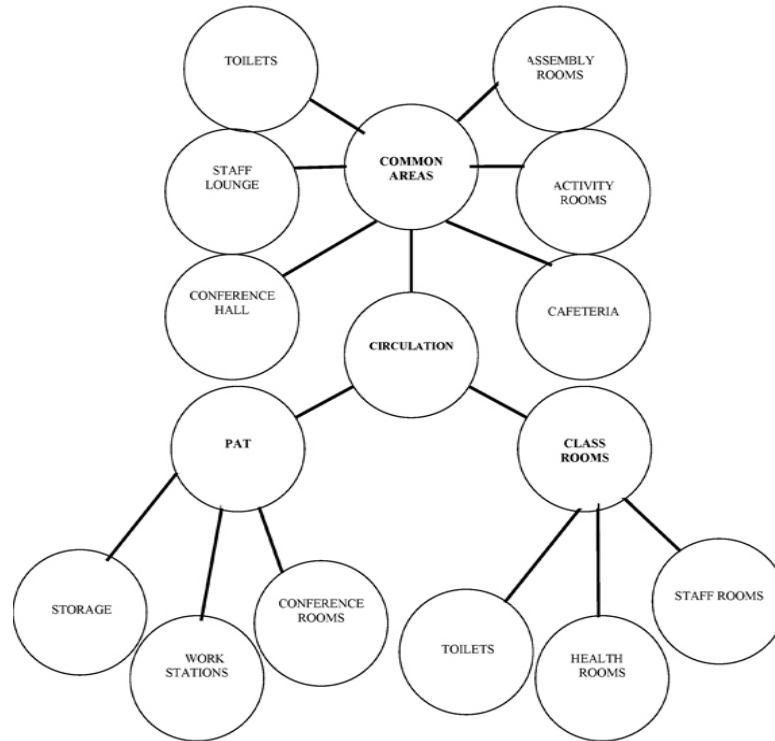 TOILETS
ASSEMBLY
ROOMS
COMMON
AREAS
STAFF
LOUNGE
ACTIVITY
ROOMS
CONFERENCE
HALL
CAFETERIA
CIRCULATION
PAT
CLASS
ROOMS
STORAGE
CONFERENCE
ROOMS
WORK
STATIONS
TOILETS
HEALTH
ROOMS
STAFF ROOMS